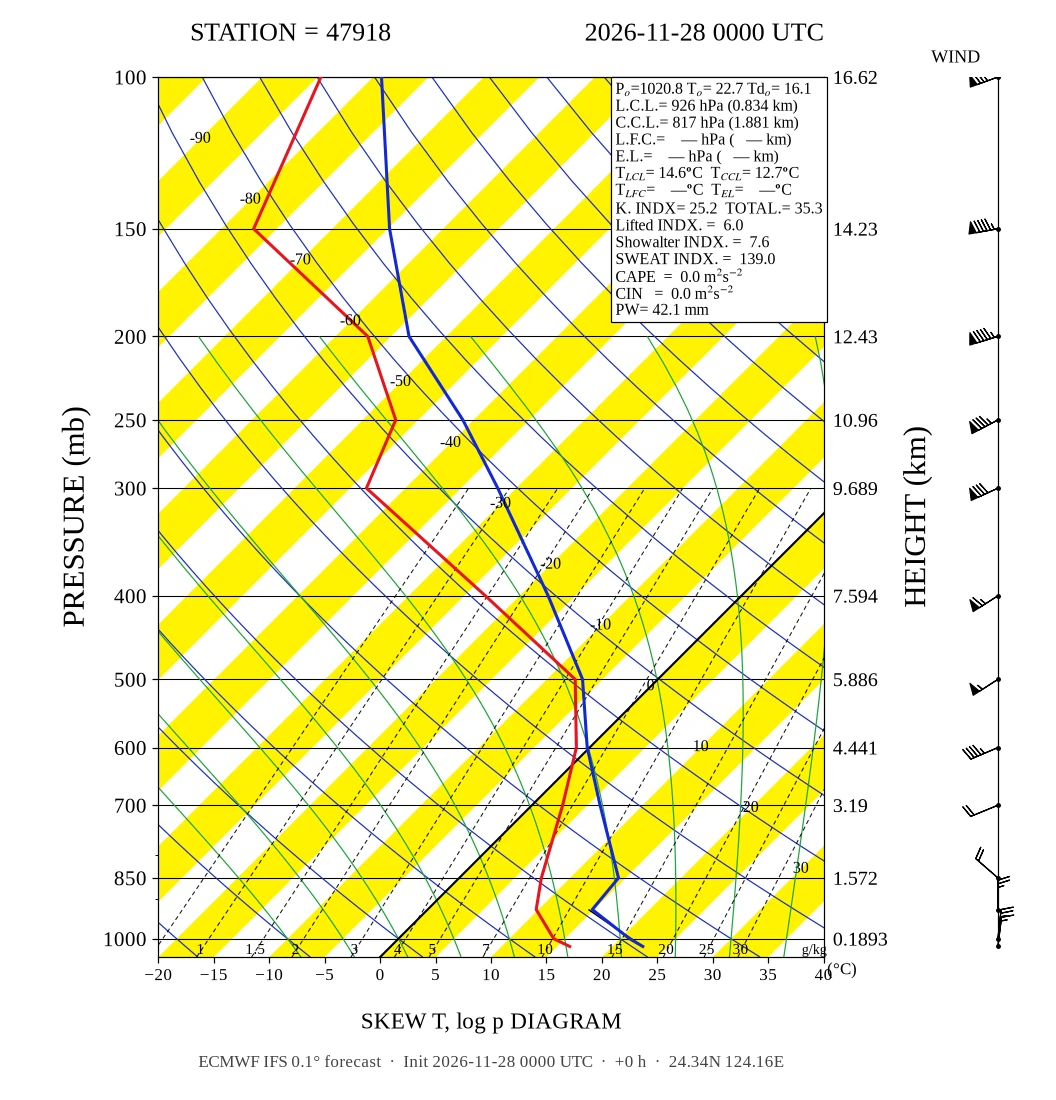 STATION = 47918 2026-11-28 0000 UTC
WIND
100 16.62
Po=1020.8 To= 22.7 Tdo= 16.1
L.C.L.= 926 hPa (0.834 km)
C.C.L.= 817 hPa (1.881 km)
L.F.C.= — hPa ( — km)
E.L.= — hPa ( — km)
TLCL= 14.6°C TCCL= 12.7°C
TLFC= —°C TEL= —°C
K. INDX= 25.2 TOTAL.= 35.3
Lifted INDX. = 6.0
Showalter INDX. = 7.6
SWEAT INDX. = 139.0
CAPE = 0.0 m²s⁻²
CIN = 0.0 m²s⁻²
PW= 42.1 mm
-90
-80
150 14.23
-70
-60
200 12.43
-50
250 10.96
-40
300 9.689
-30
-20
400 7.594
-10
500 5.886
0
600 10 4.441
700 20 3.19
850 30 1.572
1000 0.1893
1 1.5 2 3 4 5 7 10 15 20 25 30 g/kg
−20 −15 −10 −5 0 5 10 15 20 25 30 35 40 (°C)
PRESSURE (mb)
HEIGHT (km)
SKEW T, log p DIAGRAM
ECMWF IFS 0.1° forecast · Init 2026-11-28 0000 UTC · +0 h · 24.34N 124.16E